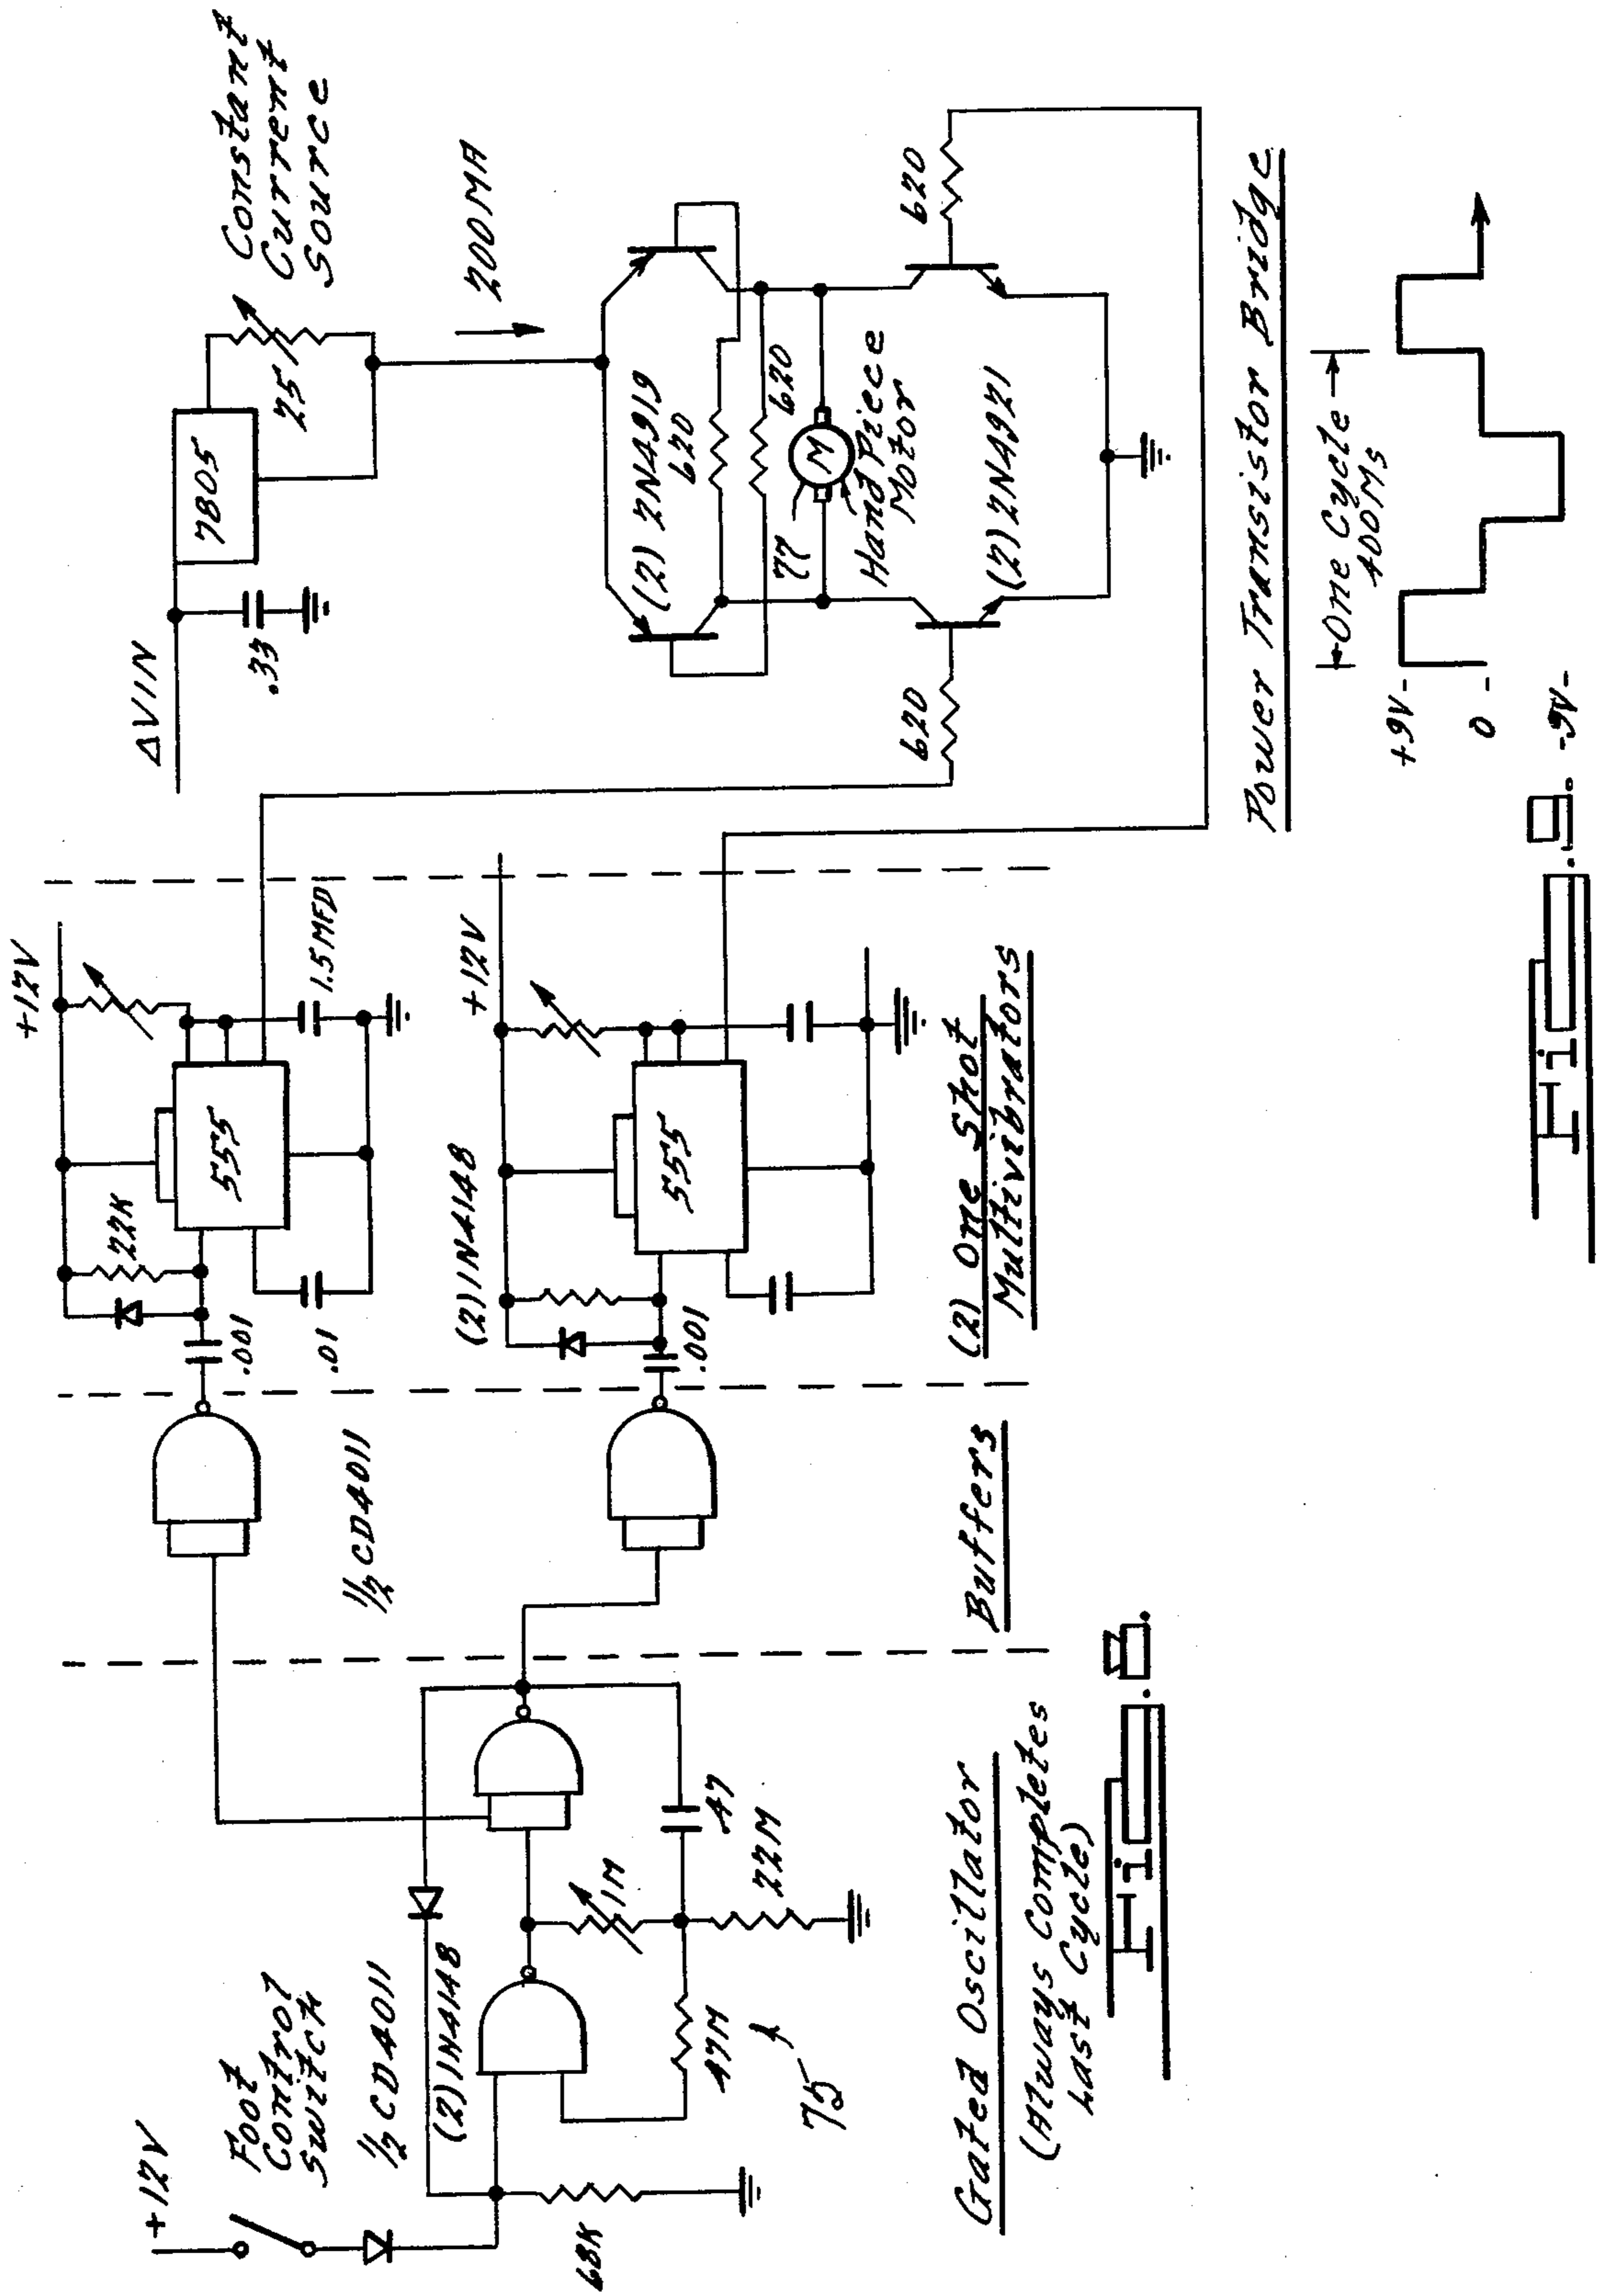 +12V
Foot
Control
Switch
1/2 CD4011
(2) 1N4148
68K
47M
1M
.47
22M
75
Gated Oscillator
(Always Completes
Last Cycle)
Fig. 8.
1/2 CD4011
Buffers
+12V
22K
.001
.01
555
1.5MFD
(2) 1N4148
+12V
.001
555
(2) One Shot
Multivibrators
ΔVIN
.33
7805
25
Constant
Current
Source
200MA
(2) 2N4919
620
620
77
M
Hand Piece
Motor
(2) 2N4921
620
620
Power Transistor Bridge
One Cycle
400Ms
+9V-
0 -
-9V-
Fig. 9.